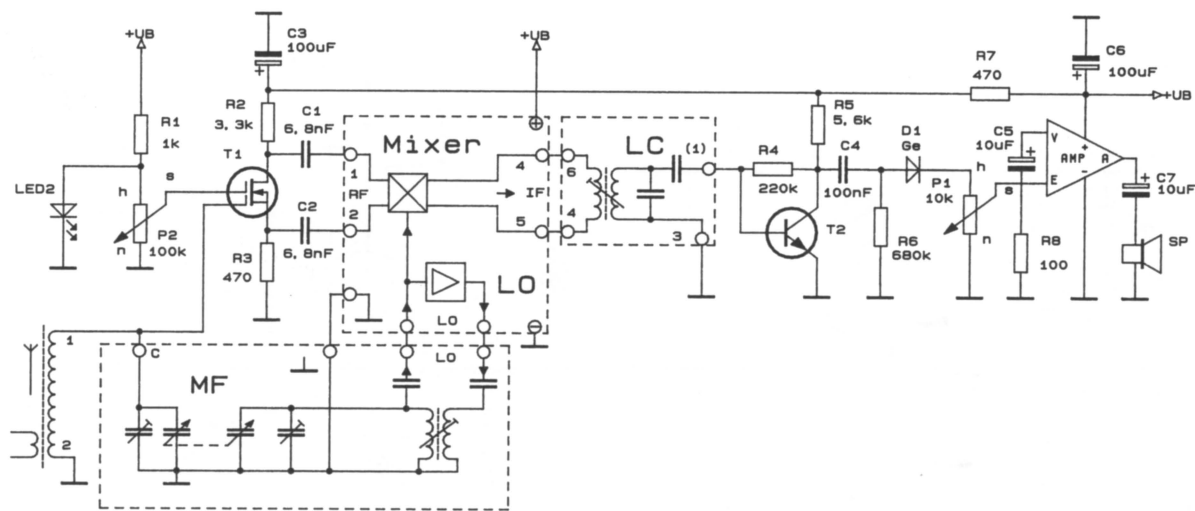 +UB
C3
100uF
+
+UB
R7
470
C6
100uF
+
+UB
R1
1k
R2
3,3k
C1
6,8nF
Mixer
+
LC
(1)
R5
5,6k
C4
100nF
D1
Ge
C5
10uF
+
V
+
AMP
A
E
-
C7
10uF
+
T1
LED2
h
s
n
P2
100k
1
RF
2
4
IF
5
6
4
3
R4
220k
T2
R6
680k
h
P1
10k
s
n
R8
100
SP
C2
6,8nF
R3
470
LO
LO
-
1
2
C
LO
MF